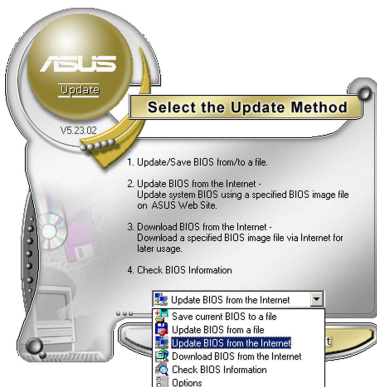 ASUS
Update
V5.23.02
Select the Update Method
1. Update/Save BIOS from/to a file.
2. Update BIOS from the Internet -
Update system BIOS using a specified BIOS image file
on ASUS Web Site.
3. Download BIOS from the Internet -
Download a specified BIOS image file via Internet for
later usage.
4. Check BIOS Information
Update BIOS from the Internet
Save current BIOS to a file
Update BIOS from a file
Update BIOS from the Internet
Download BIOS from the Internet
Check BIOS Information
Options